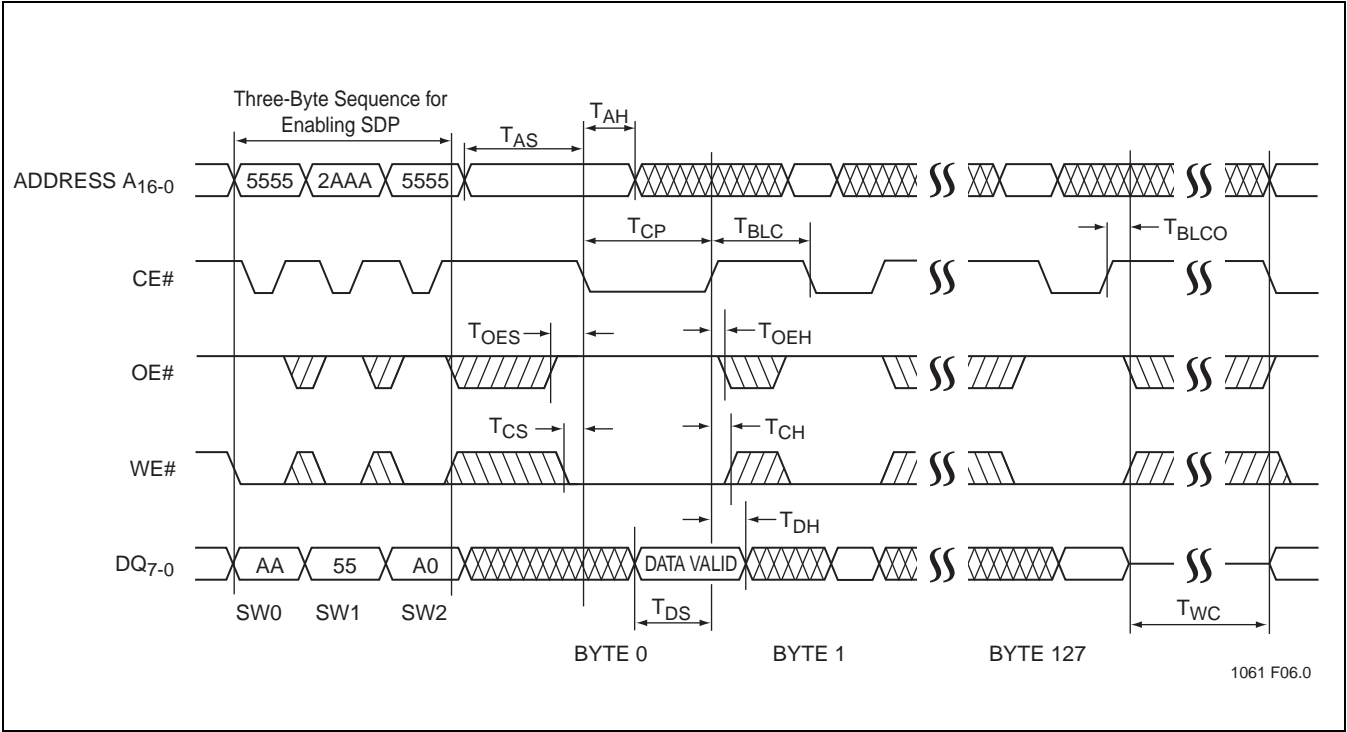 Three-Byte Sequence for
Enabling SDP
TAS
TAH
ADDRESS A16-0
5555
2AAA
5555
TCP
TBLC
TBLCO
CE#
TOES
TOEH
OE#
TCS
TCH
WE#
TDH
DQ7-0
AA
55
A0
DATA VALID
SW0
SW1
SW2
TDS
TWC
BYTE 0
BYTE 1
BYTE 127
1061 F06.0